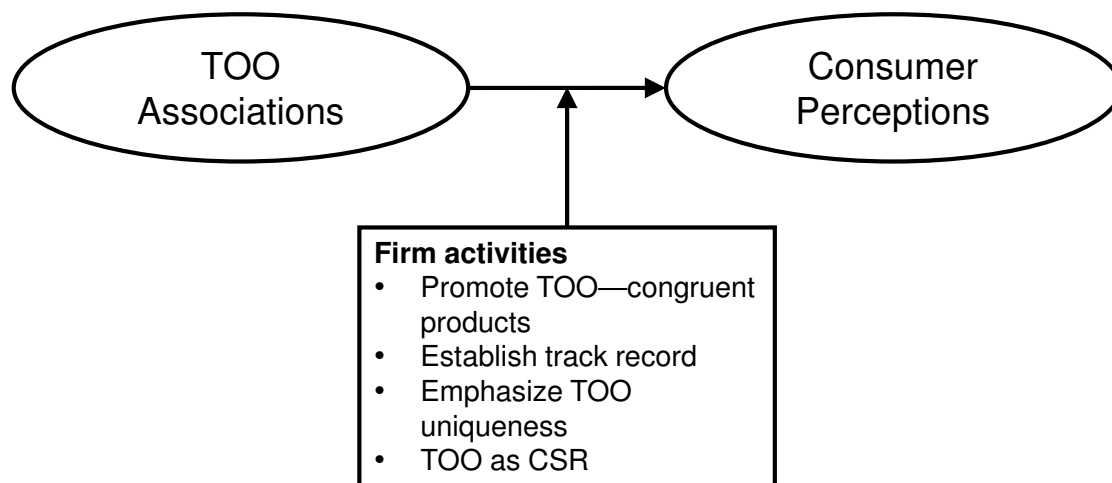 TOO
Associations
Consumer
Perceptions
Firm activities
• Promote TOO—congruent
products
• Establish track record
• Emphasize TOO
uniqueness
• TOO as CSR